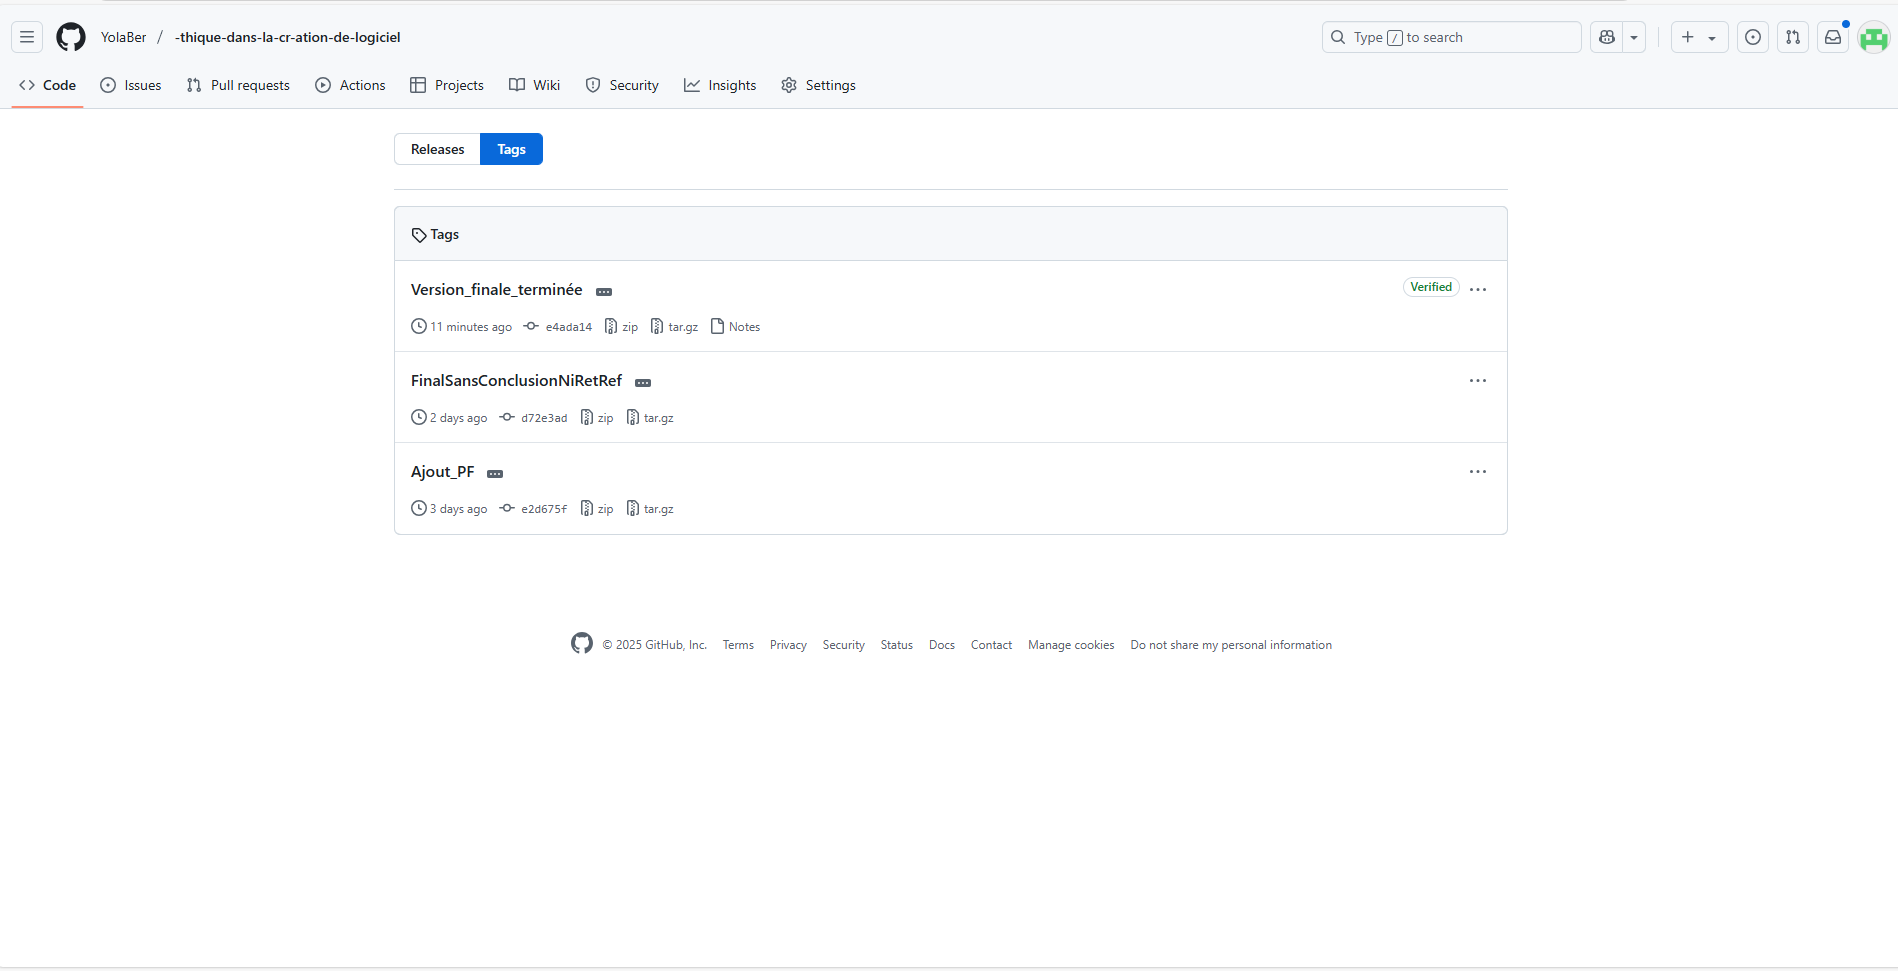 YolaBer / -thique-dans-la-cr-ation-de-logiciel Type / to search
Code Issues Pull requests Actions Projects Wiki Security Insights Settings
Releases Tags
Tags
Version_finale_terminée Verified
11 minutes ago e4ada14 zip tar.gz Notes
FinalSansConclusionNiRetRef
2 days ago d72e3ad zip tar.gz
Ajout_PF
3 days ago e2d675f zip tar.gz
© 2025 GitHub, Inc. Terms Privacy Security Status Docs Contact Manage cookies Do not share my personal information